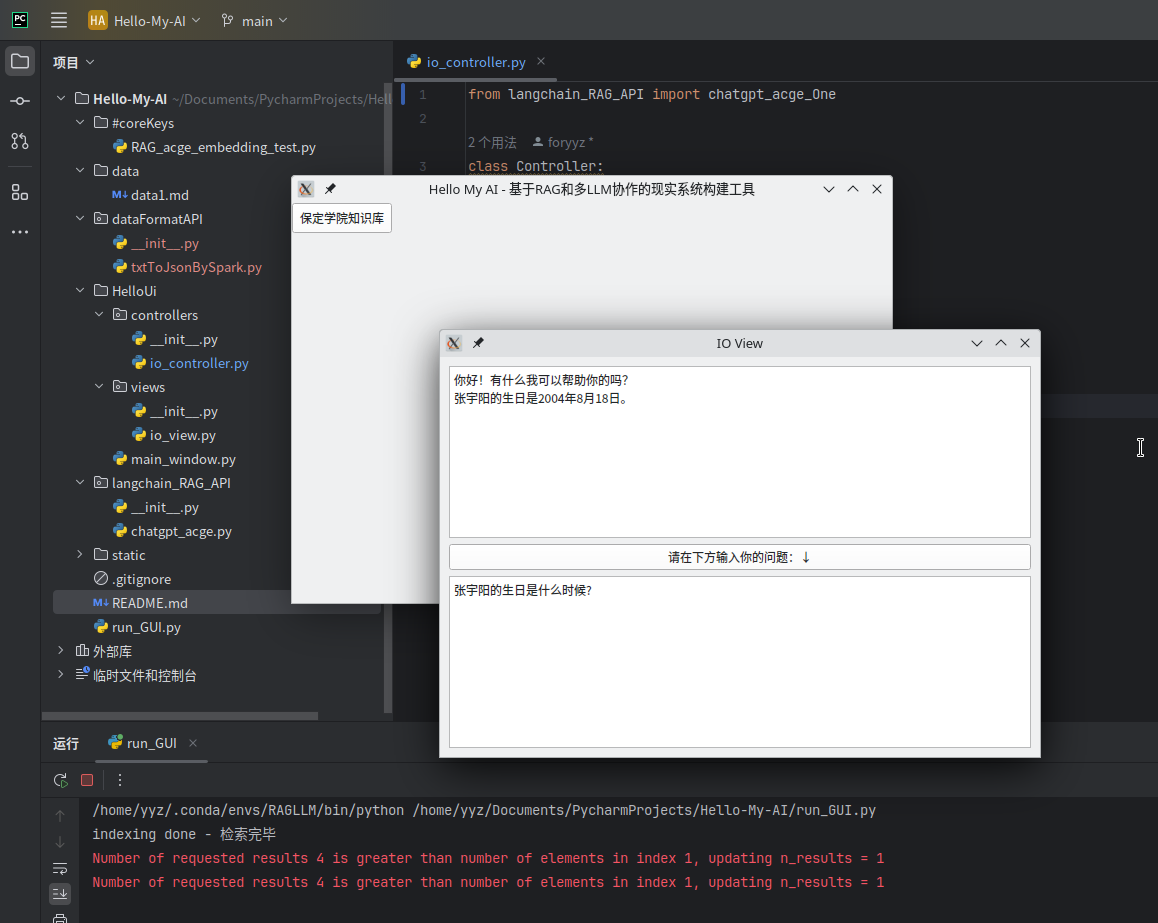 PC
HA Hello-My-AI main
项目
Hello-My-AI ~/Documents/PycharmProjects/Hell
#coreKeys
RAG_acge_embedding_test.py
data
M↓ data1.md
dataFormatAPI
__init__.py
txtToJsonBySpark.py
HelloUi
controllers
__init__.py
io_controller.py
views
__init__.py
io_view.py
main_window.py
langchain_RAG_API
__init__.py
chatgpt_acge.py
static
.gitignore
M↓ README.md
run_GUI.py
外部库
临时文件和控制台
io_controller.py
1 from langchain_RAG_API import chatgpt_acge_One
2
2个用法 foryyz *
3 class Controller:
Hello My AI - 基于RAG和多LLM协作的现实系统构建工具
保定学院知识库
IO View
你好！有什么我可以帮助你的吗？
张宇阳的生日是2004年8月18日。
请在下方输入你的问题：↓
张宇阳的生日是什么时候？
运行 run_GUI
/home/yyz/.conda/envs/RAGLLM/bin/python /home/yyz/Documents/PycharmProjects/Hello-My-AI/run_GUI.py
indexing done - 检索完毕
Number of requested results 4 is greater than number of elements in index 1, updating n_results = 1
Number of requested results 4 is greater than number of elements in index 1, updating n_results = 1